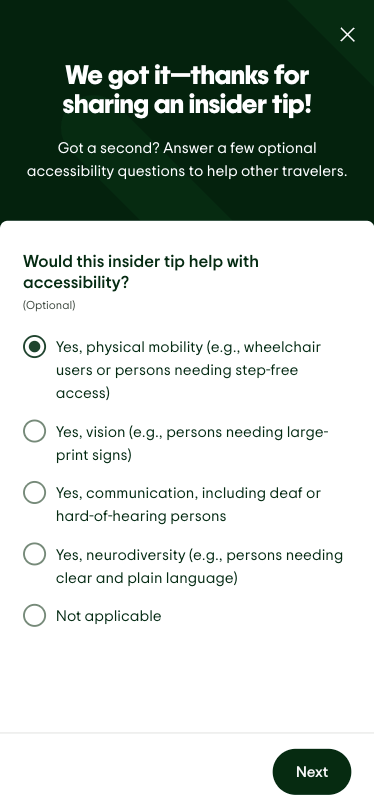 We got it—thanks for
sharing an insider tip!
Got a second? Answer a few optional
accessibility questions to help other travelers.
Would this insider tip help with
accessibility?
(Optional)
Yes, physical mobility (e.g., wheelchair
users or persons needing step-free
access)
Yes, vision (e.g., persons needing large-
print signs)
Yes, communication, including deaf or
hard-of-hearing persons
Yes, neurodiversity (e.g., persons needing
clear and plain language)
Not applicable
Next